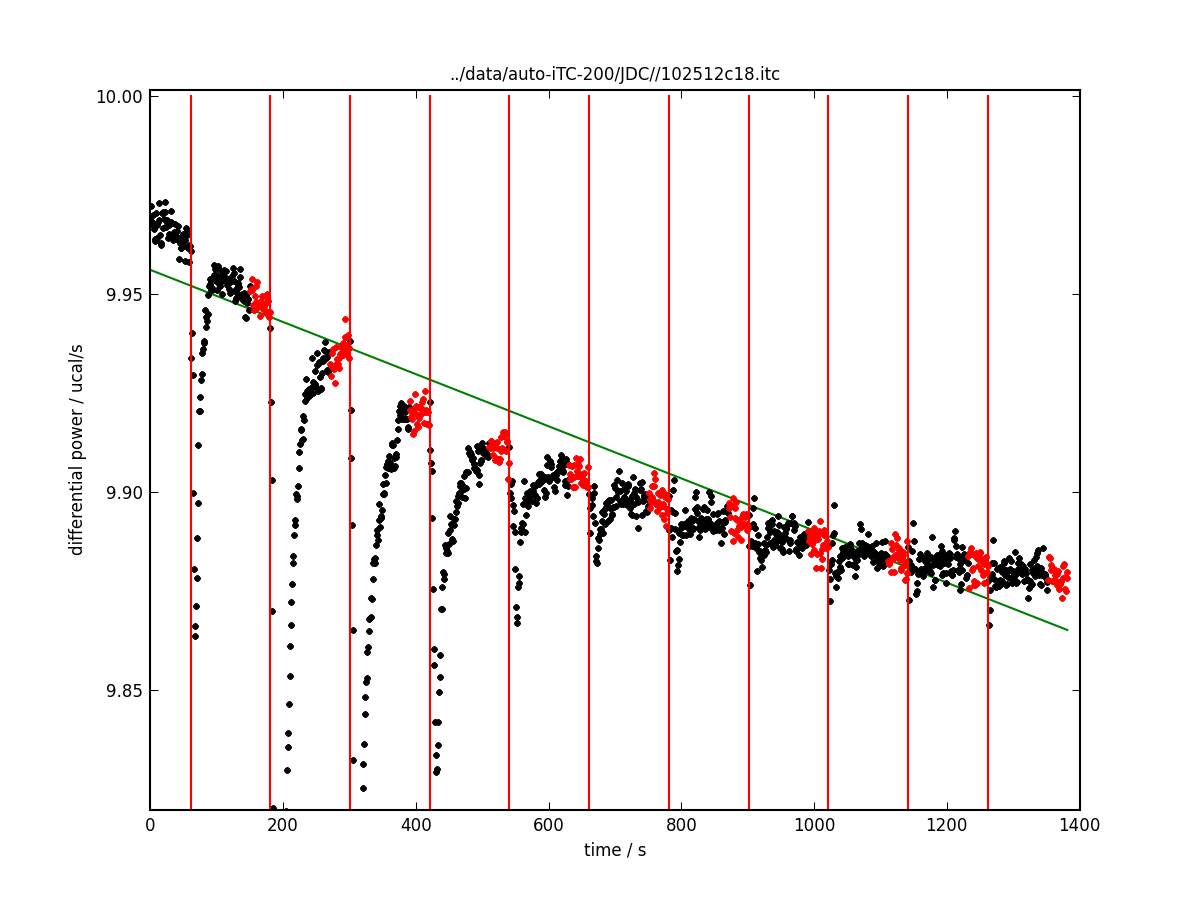 ../data/auto-iTC-200/JDC//102512c18.itc
10.00
9.95
9.90
9.85
differential power / ucal/s
0 200 400 600 800 1000 1200 1400
time / s